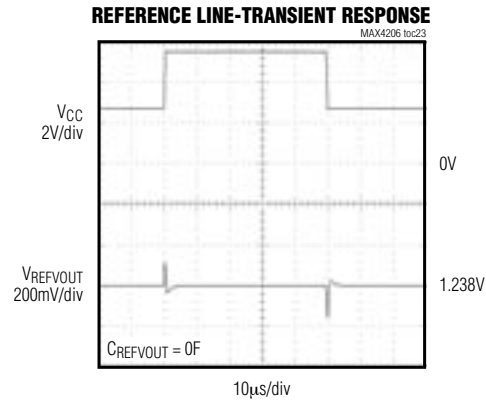 REFERENCE LINE-TRANSIENT RESPONSE
MAX4206 toc23
VCC
2V/div
0V
VREFVOUT
200mV/div
1.238V
CREFVOUT = 0F
10μs/div